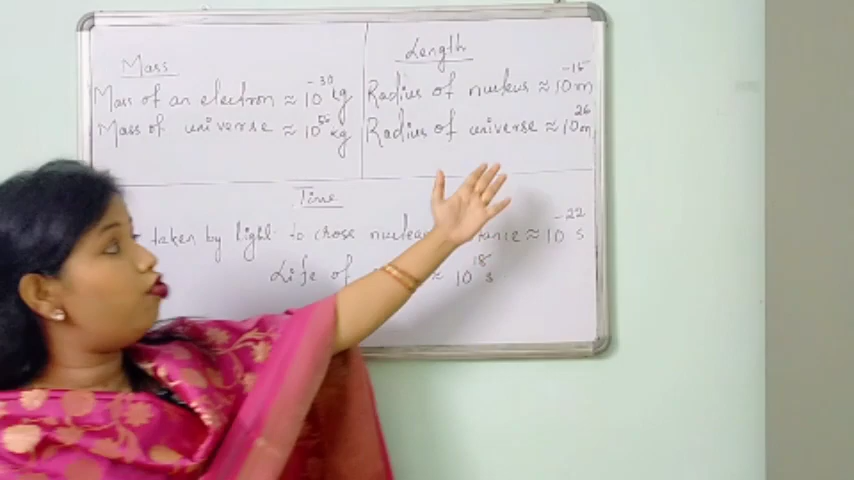 Mass
Mass of an electron ≈ 10⁻³⁰ kg
Mass of universe ≈ 10⁵⁵ kg
Length
Radius of nucleus ≈ 10⁻¹⁵ m
Radius of universe ≈ 10²⁶ m
Time
taken by light to cross nuclear ≈ 10⁻²² s
Life of ≈ 10¹⁸ s